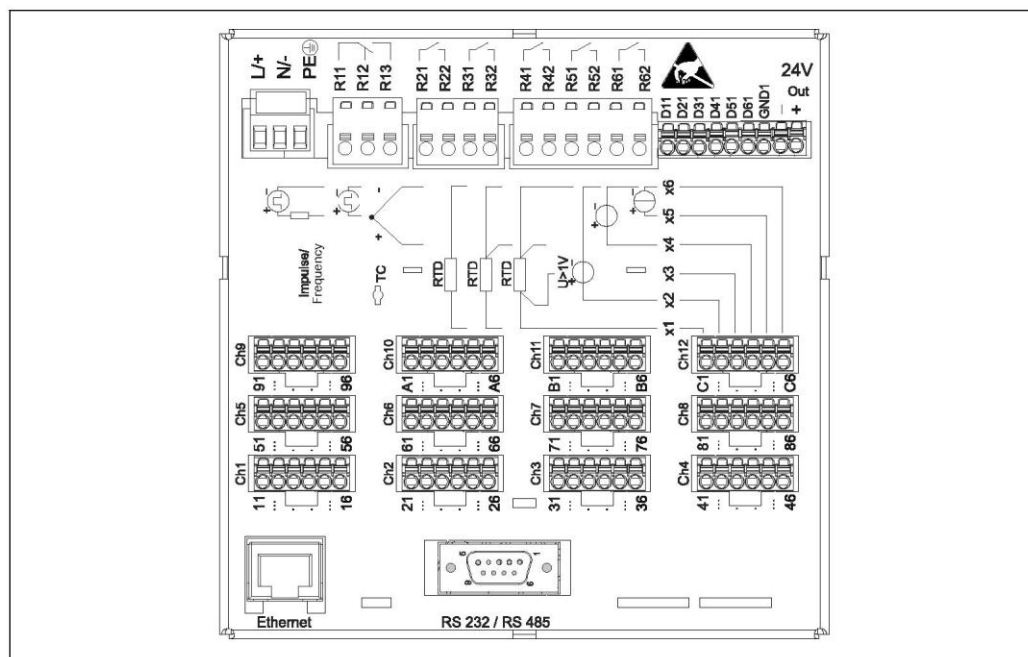 L/+ N/- PE R11 R12 R13 R21 R22 R31 R32 R41 R42 R51 R52 R61 R62 D11 D21 D31 D41 D51 D61 GND1 - +
24V
Out
Impulse/
Frequency
TC
RTD
RTD
RTD
U>1V
x6
x5
x4
x3
x2
x1
Ch9 Ch10 Ch11 Ch12
91 96 A1 A6 B1 B6 C1 C6
Ch5 Ch6 Ch7 Ch8
51 56 61 66 71 76 81 86
Ch1 Ch2 Ch3 Ch4
11 16 21 26 31 36 41 46
5 1
9 6
Ethernet
RS 232 / RS 485